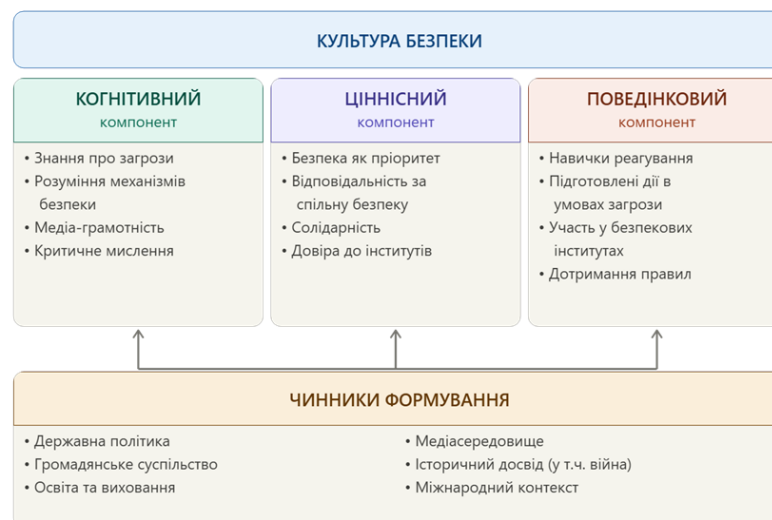 КУЛЬТУРА БЕЗПЕКИ
КОГНІТИВНИЙ
компонент
• Знання про загрози
• Розуміння механізмів
безпеки
• Медіа-грамотність
• Критичне мислення
ЦІННІСНИЙ
компонент
• Безпека як пріоритет
• Відповідальність за
спільну безпеку
• Солідарність
• Довіра до інститутів
ПОВЕДІНКОВИЙ
компонент
• Навички реагування
• Підготовлені дії в
умовах загрози
• Участь у безпекових
інститутах
• Дотримання правил
ЧИННИКИ ФОРМУВАННЯ
• Державна політика
• Громадянське суспільство
• Освіта та виховання
• Медіасередовище
• Історичний досвід (у т.ч. війна)
• Міжнародний контекст